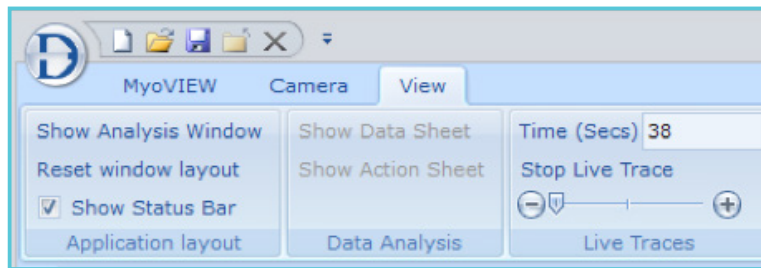 D
MyoVIEW Camera View
Show Analysis Window Show Data Sheet Time (Secs) 38
Reset window layout Show Action Sheet Stop Live Trace
Show Status Bar
Application layout Data Analysis Live Traces